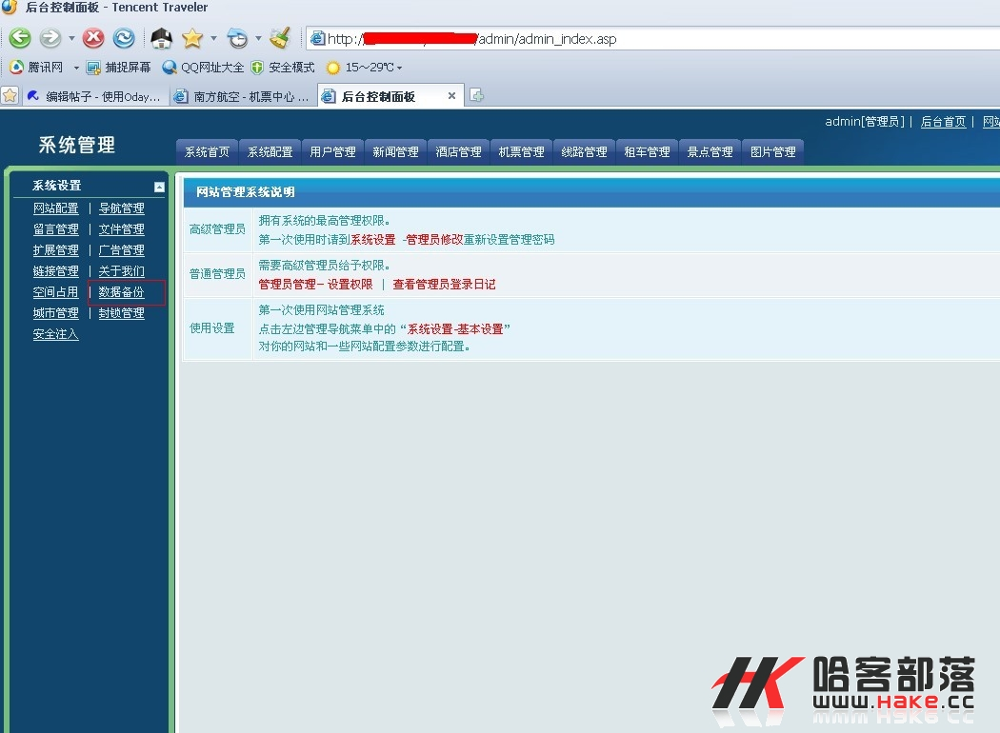 后台控制面板 - Tencent Traveler
http:/ /admin/admin_index.asp
腾讯网 捕捉屏幕 QQ网址大全 安全模式 15～29℃
编辑帖子 - 使用Oday... 南方航空 - 机票中心 ... 后台控制面板
admin[管理员] | 后台首页 | 网站
系统管理
系统首页 系统配置 用户管理 新闻管理 酒店管理 机票管理 线路管理 租车管理 景点管理 图片管理
系统设置
网站配置 | 导航管理
留言管理 | 文件管理
扩展管理 | 广告管理
链接管理 | 关于我们
空间占用 | 数据备份
城市管理 | 封锁管理
安全注入
网站管理系统说明
高级管理员
拥有系统的最高管理权限。
第一次使用时请到系统设置 -管理员修改重新设置管理密码
普通管理员
需要高级管理员给予权限。
管理员管理- 设置权限 | 查看管理员登录日记
使用设置
第一次使用网站管理系统
点击左边管理导航菜单中的“系统设置-基本设置”
对你的网站和一些网站配置参数进行配置。
HK 哈客部落
www.Hake.cc